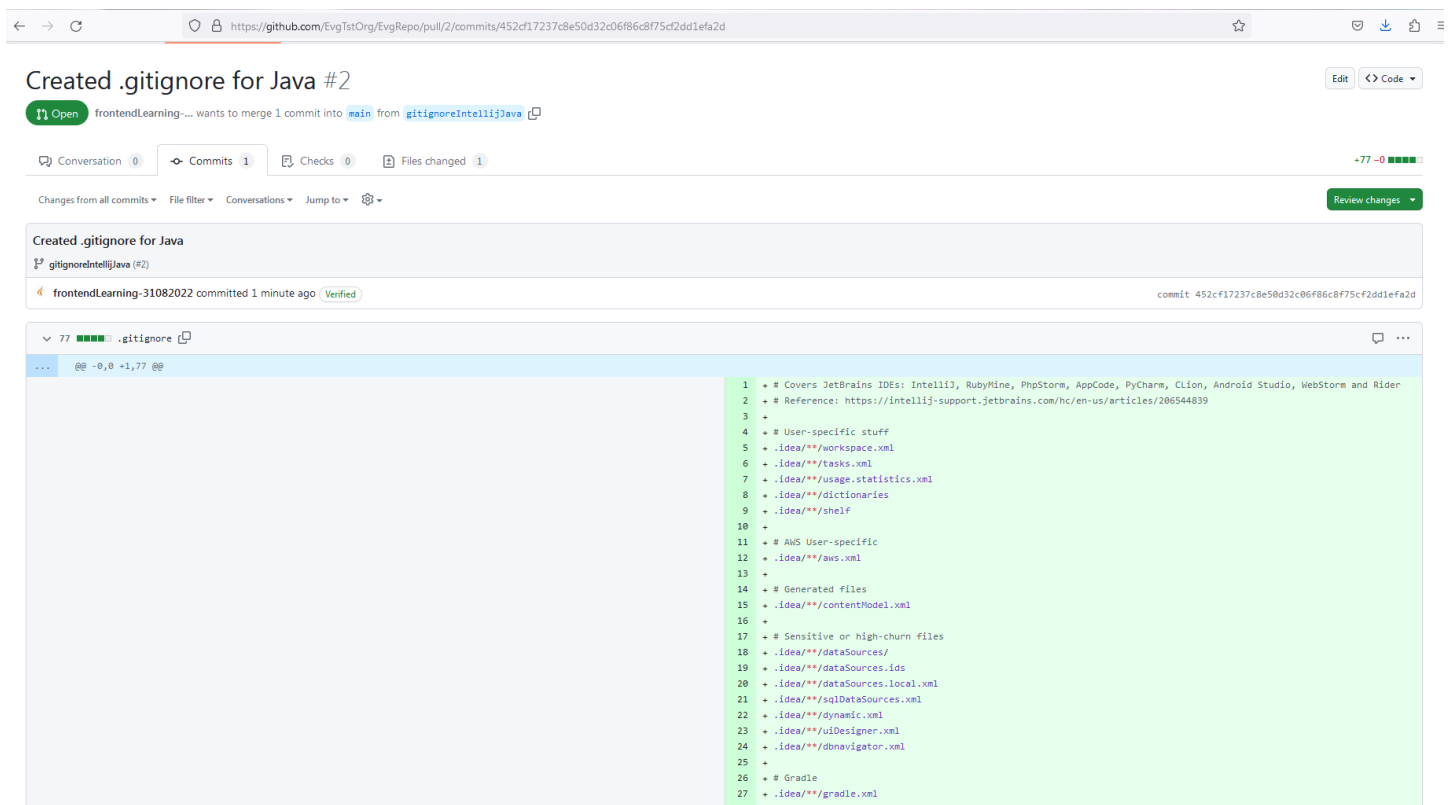 https://github.com/EvgTstOrg/EvgRepo/pull/2/commits/452cf17237c8e50d32c06f86c8f75cf2dd1efa2d
Created .gitignore for Java #2
Edit <> Code
Open frontendLearning-... wants to merge 1 commit into main from gitignoreIntellijJava
Conversation 0 Commits 1 Checks 0 Files changed 1 +77 −0
Changes from all commits File filter Conversations Jump to Review changes
Created .gitignore for Java
gitignoreIntellijJava (#2)
frontendLearning-31082022 committed 1 minute ago Verified commit 452cf17237c8e50d32c06f86c8f75cf2dd1efa2d
77 .gitignore
... @@ -0,0 +1,77 @@
1 + # Covers JetBrains IDEs: IntelliJ, RubyMine, PhpStorm, AppCode, PyCharm, CLion, Android Studio, WebStorm and Rider
2 + # Reference: https://intellij-support.jetbrains.com/hc/en-us/articles/206544839
3 +
4 + # User-specific stuff
5 + .idea/**/workspace.xml
6 + .idea/**/tasks.xml
7 + .idea/**/usage.statistics.xml
8 + .idea/**/dictionaries
9 + .idea/**/shelf
10 +
11 + # AWS User-specific
12 + .idea/**/aws.xml
13 +
14 + # Generated files
15 + .idea/**/contentModel.xml
16 +
17 + # Sensitive or high-churn files
18 + .idea/**/dataSources/
19 + .idea/**/dataSources.ids
20 + .idea/**/dataSources.local.xml
21 + .idea/**/sqlDataSources.xml
22 + .idea/**/dynamic.xml
23 + .idea/**/uiDesigner.xml
24 + .idea/**/dbnavigator.xml
25 +
26 + # Gradle
27 + .idea/**/gradle.xml